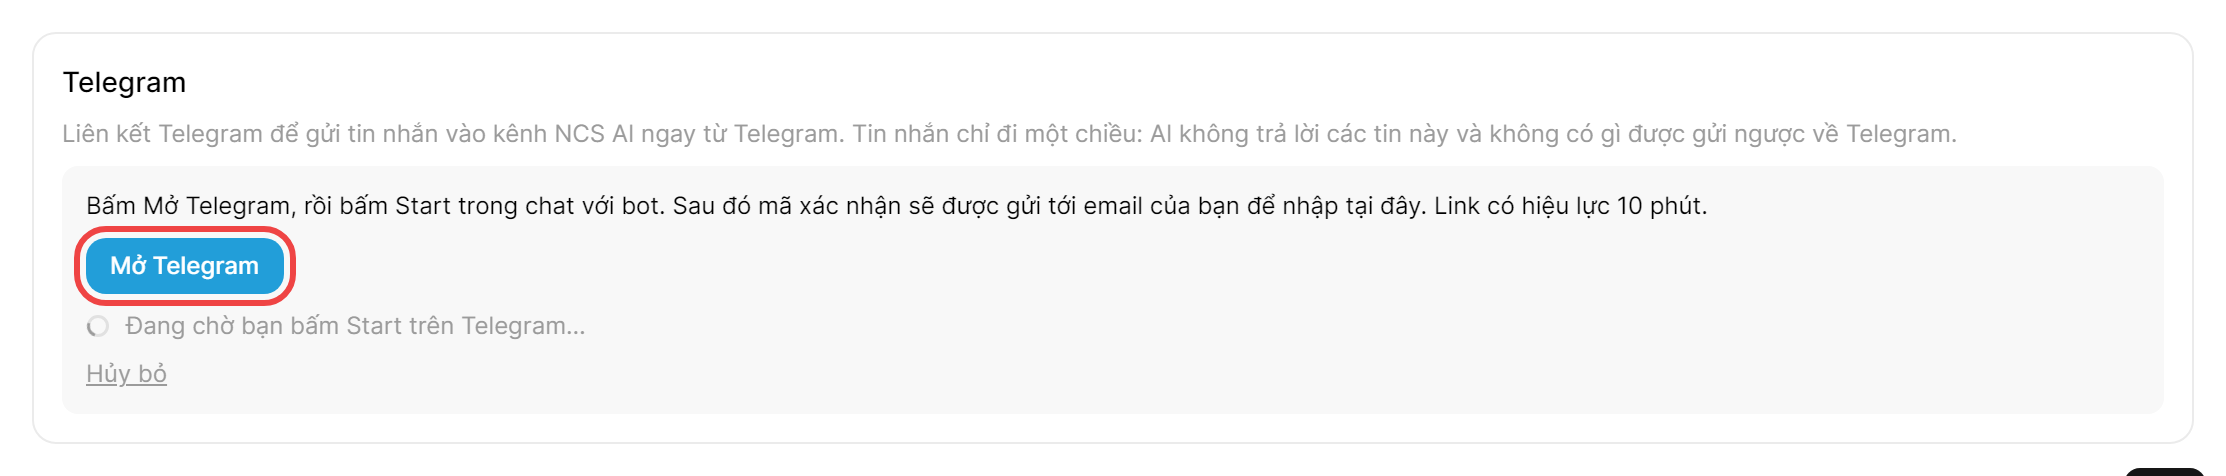 Telegram
Liên kết Telegram để gửi tin nhắn vào kênh NCS AI ngay từ Telegram. Tin nhắn chỉ đi một chiều: AI không trả lời các tin này và không có gì được gửi ngược về Telegram.
Bấm Mở Telegram, rồi bấm Start trong chat với bot. Sau đó mã xác nhận sẽ được gửi tới email của bạn để nhập tại đây. Link có hiệu lực 10 phút.
Mở Telegram
Đang chờ bạn bấm Start trên Telegram...
Hủy bỏ